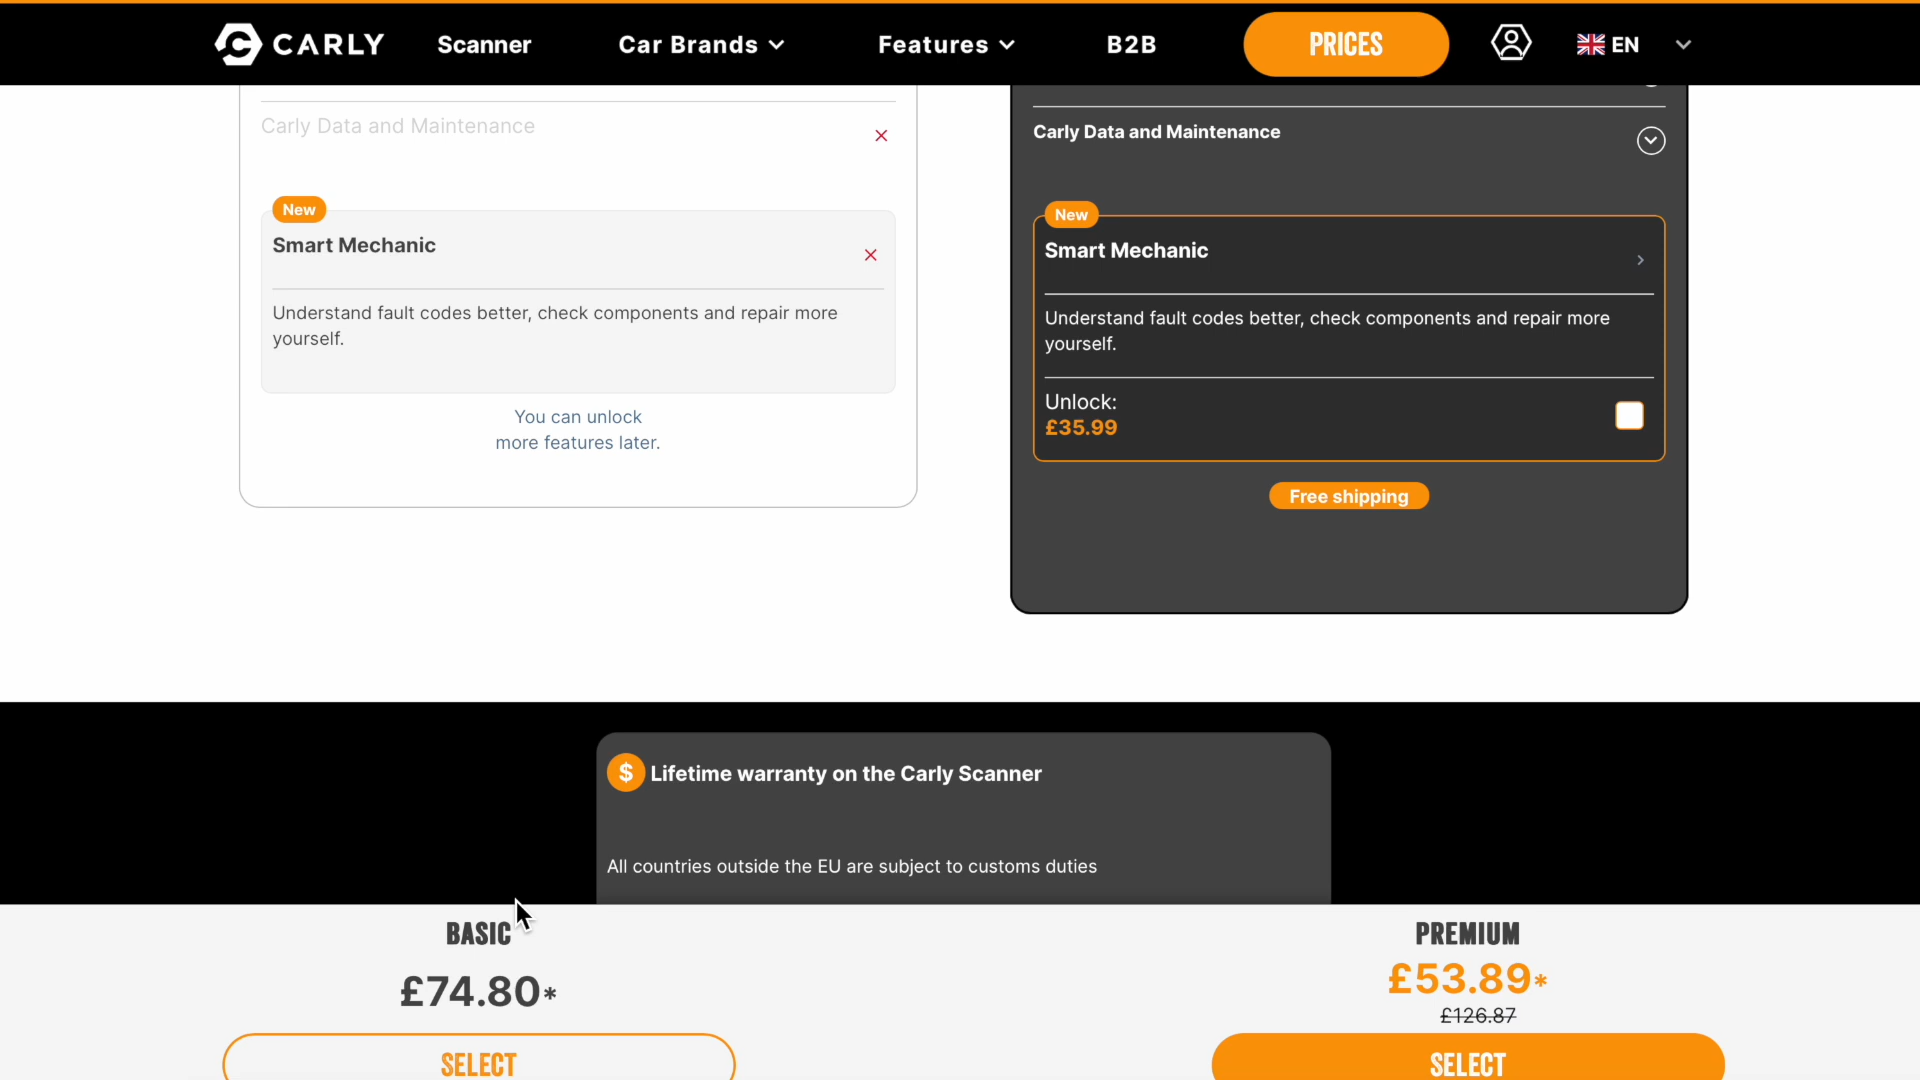 CARLY Scanner Car Brands Features B2B PRICES EN
Carly Data and Maintenance
New
Smart Mechanic
Understand fault codes better, check components and repair more
yourself.
You can unlock
more features later.
Carly Data and Maintenance
New
Smart Mechanic
Understand fault codes better, check components and repair more
yourself.
Unlock:
£35.99
Free shipping
$ Lifetime warranty on the Carly Scanner
All countries outside the EU are subject to customs duties
BASIC
£74.80*
SELECT
PREMIUM
£53.89*
£126.87
SELECT